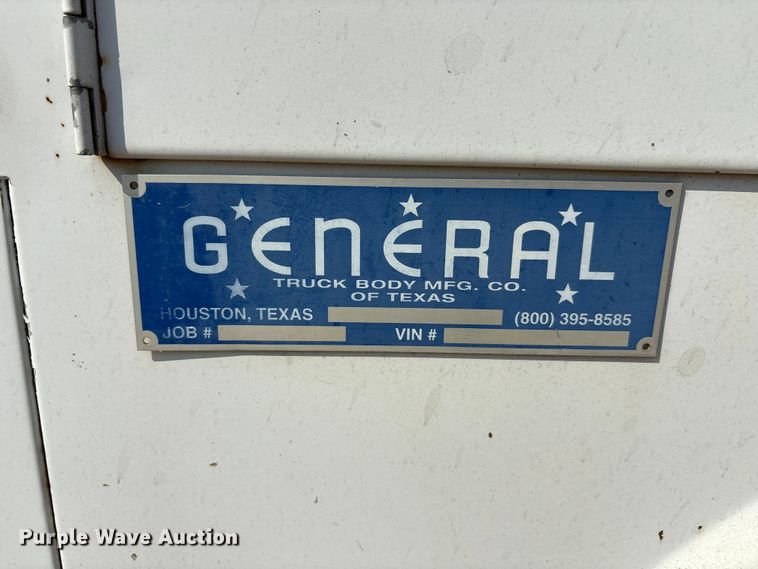 GENERAL
TRUCK BODY MFG. CO.
OF TEXAS
HOUSTON, TEXAS (800) 395-8585
JOB # VIN #
Purple Wave Auction